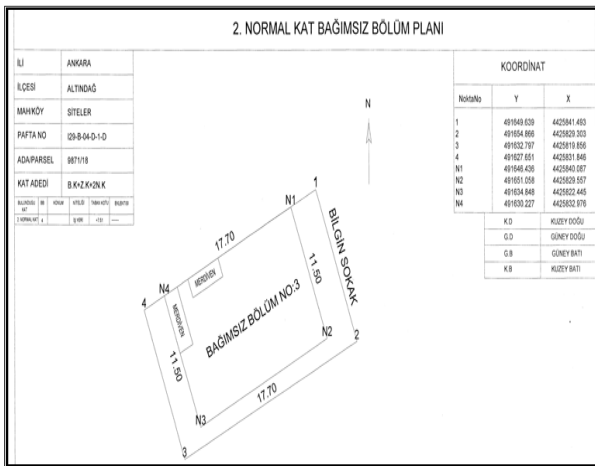 2. NORMAL KAT BAĞIMSIZ BÖLÜM PLANI
İLİ ANKARA
İLÇESİ ALTINDAĞ
MAH/KÖY SİTELER
PAFTA NO I29-B-04-D-1-D
ADA/PARSEL 9871/18
KAT ADEDİ B.K+Z.K+2N.K
KOORDİNAT
NoktaNo Y X
1 491649.639 4425841.493
2 491654.866 4425829.303
3 491632.797 4425819.856
4 491627.651 4425831.846
N1 491646.436 4425840.087
N2 491651.058 4425829.557
N3 491634.848 4425822.445
N4 491630.227 4425832.976
K.D KUZEY DOĞU
G.D GÜNEY DOĞU
G.B GÜNEY BATI
K.B KUZEY BATI
N
1
N1
17.70
BİLGİN SOKAK
MERDİVEN
N4
4
11.50
MERDİVEN
BAĞIMSIZ BÖLÜM NO:3
11.50
N2
2
17.70
N3
3